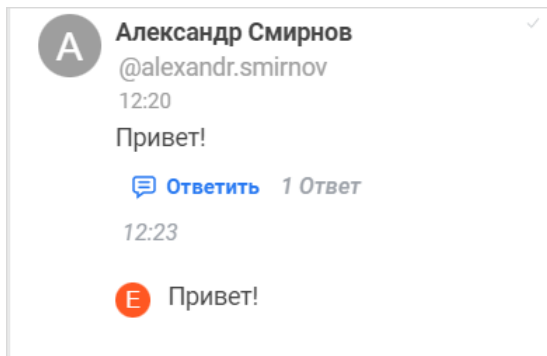 А
Александр Смирнов
@alexandr.smirnov
12:20
Привет!
Ответить 1 Ответ
12:23
Е Привет!